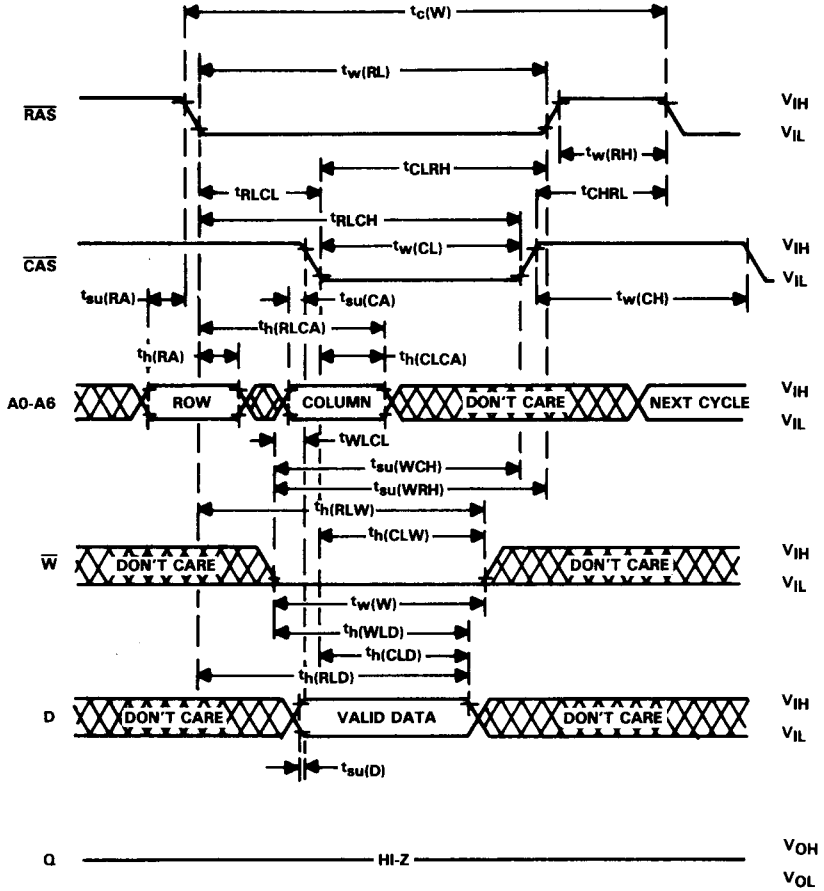 tc(W)
tw(RL)
RAS
VIH
VIL
tw(RH)
tCLRH
tRLCL
tCHRL
tRLCH
CAS
tw(CL)
VIH
VIL
tsu(RA)
tsu(CA)
tw(CH)
th(RLCA)
th(RA)
th(CLCA)
A0-A6
ROW
COLUMN
DON'T CARE
NEXT CYCLE
VIH
VIL
tWLCL
tsu(WCH)
tsu(WRH)
th(RLW)
th(CLW)
W
DON'T CARE
DON'T CARE
VIH
VIL
tw(W)
th(WLD)
th(CLD)
th(RLD)
D
DON'T CARE
VALID DATA
DON'T CARE
VIH
VIL
tsu(D)
Q
HI-Z
VOH
VOL